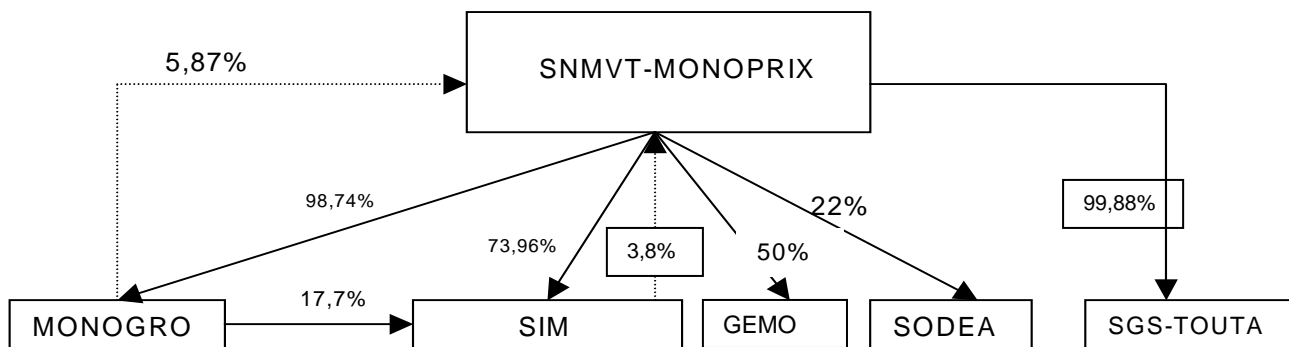 5,87%
SNMVT-MONOPRIX
98,74%
73,96%
3,8%
50%
22%
99,88%
17,7%
MONOGRO
SIM
GEMO
SODEA
SGS-TOUTA